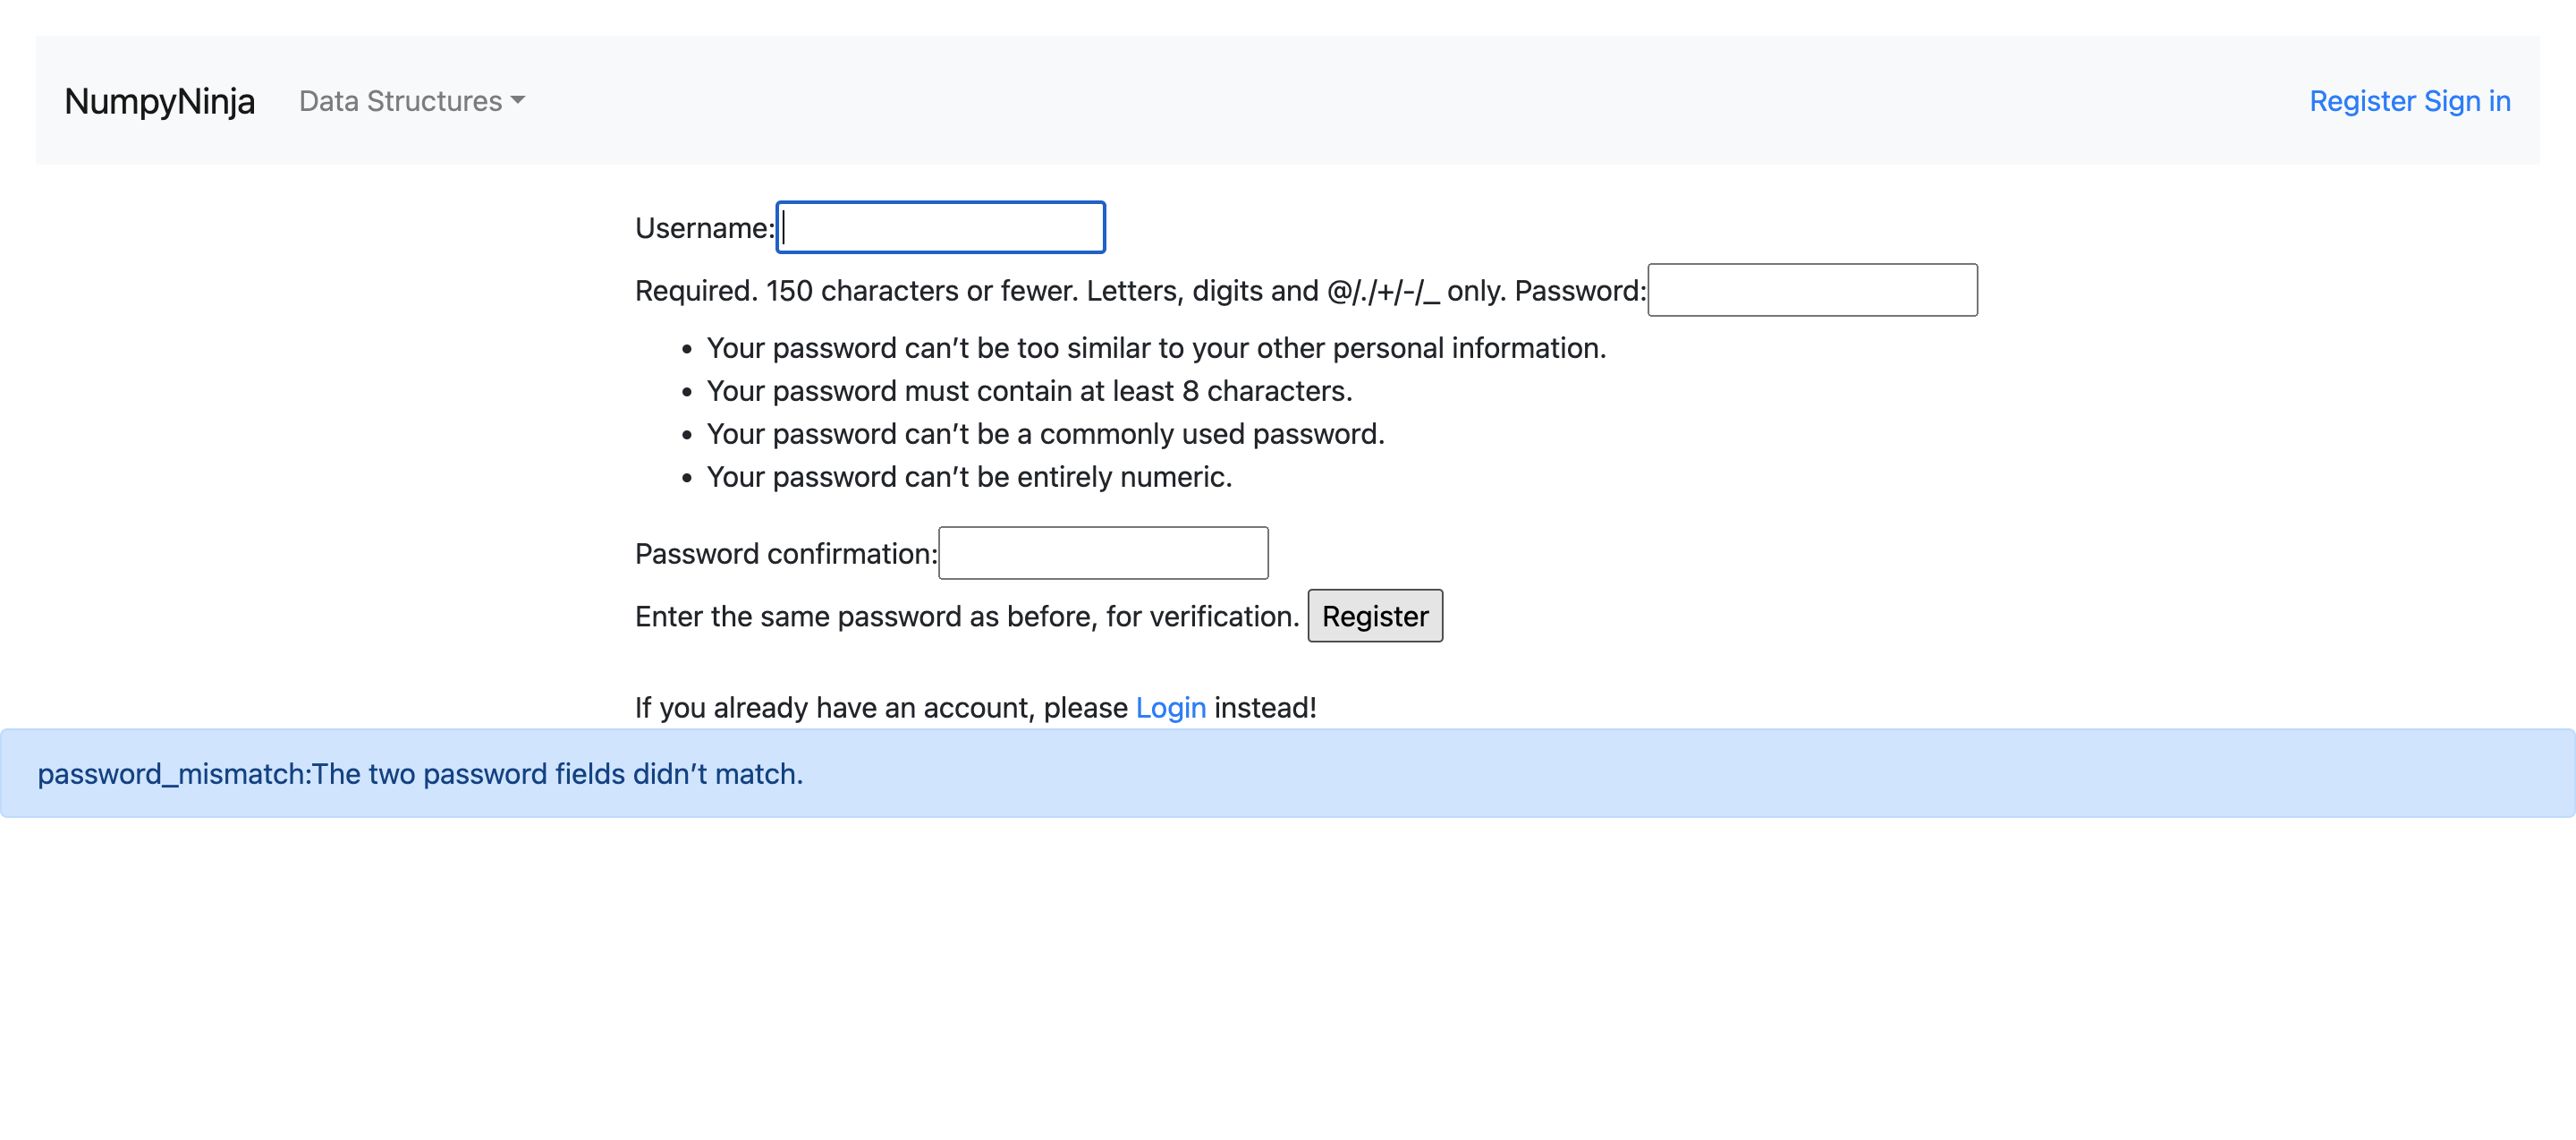 NumpyNinja Data Structures Register Sign in
Username:
Required. 150 characters or fewer. Letters, digits and @/./+/-/_ only. Password:
Your password can’t be too similar to your other personal information.
Your password must contain at least 8 characters.
Your password can’t be a commonly used password.
Your password can’t be entirely numeric.
Password confirmation:
Enter the same password as before, for verification. Register
If you already have an account, please Login instead!
password_mismatch:The two password fields didn’t match.